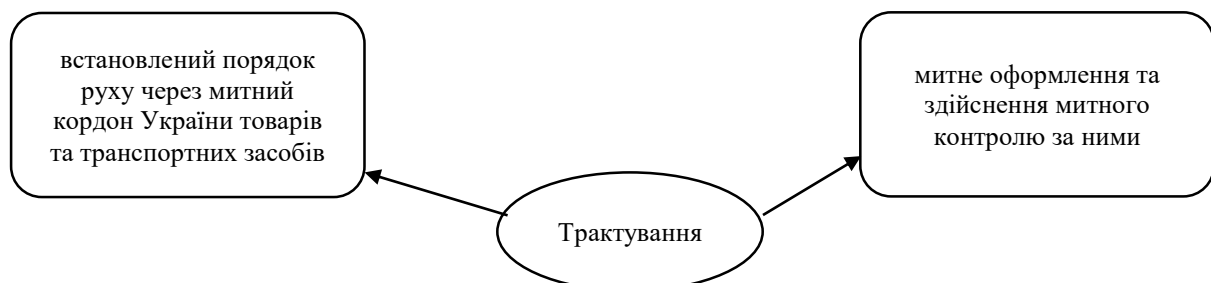 встановлений порядок
руху через митний
кордон України товарів
та транспортних засобів
митне оформлення та
здійснення митного
контролю за ними
Трактування